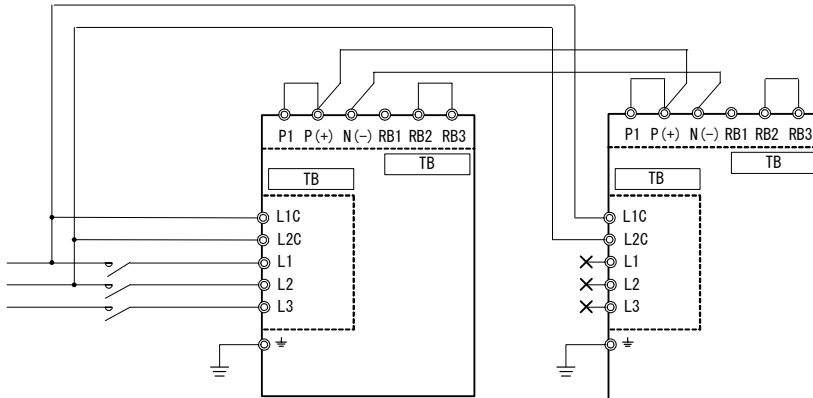 P1 P(+) N(-) RB1 RB2 RB3
TB
TB
L1C
L2C
L1
L2
L3
P1 P(+) N(-) RB1 RB2 RB3
TB
TB
L1C
L2C
L1
L2
L3